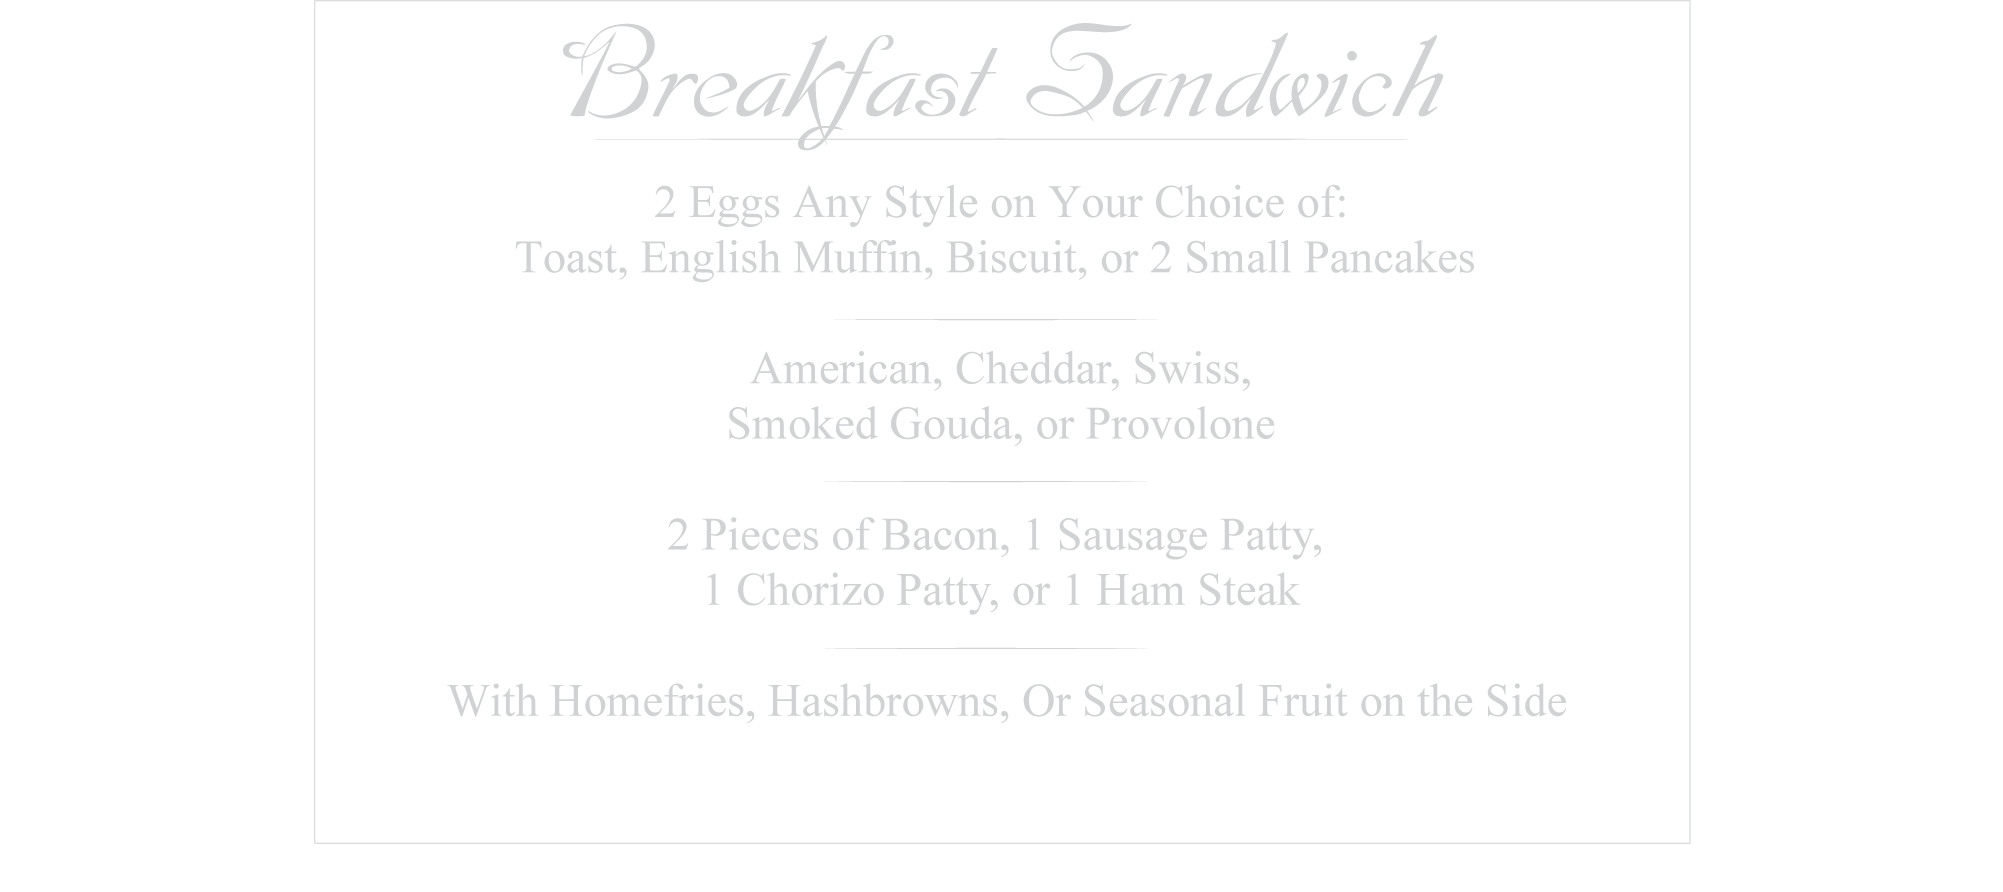 Breakfast Sandwich
2 Eggs Any Style on Your Choice of:
Toast, English Muffin, Biscuit, or 2 Small Pancakes
American, Cheddar, Swiss,
Smoked Gouda, or Provolone
2 Pieces of Bacon, 1 Sausage Patty,
1 Chorizo Patty, or 1 Ham Steak
With Homefries, Hashbrowns, Or Seasonal Fruit on the Side